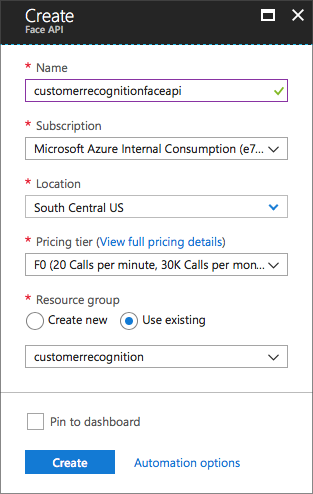 Create
Face API
* Name
customerrecognitionfaceapi
* Subscription
Microsoft Azure Internal Consumption (e7...
* Location
South Central US
* Pricing tier (View full pricing details)
F0 (20 Calls per minute, 30K Calls per mon...
* Resource group
Create new Use existing
customerrecognition
Pin to dashboard
Create Automation options